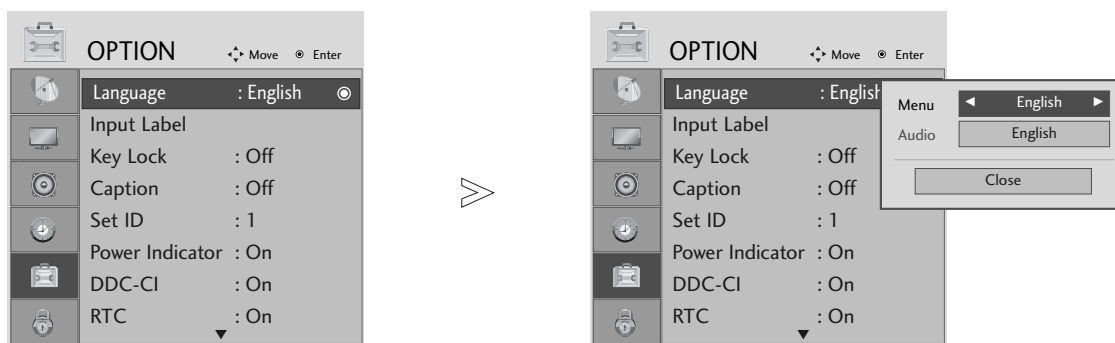 OPTION Move Enter
Language : English
Input Label
Key Lock : Off
Caption : Off
Set ID : 1
Power Indicator : On
DDC-CI : On
RTC : On
OPTION Move Enter
Language : English
Input Label
Key Lock : Off
Caption : Off
Set ID : 1
Power Indicator : On
DDC-CI : On
RTC : On
Menu ◄ English ►
Audio English
Close